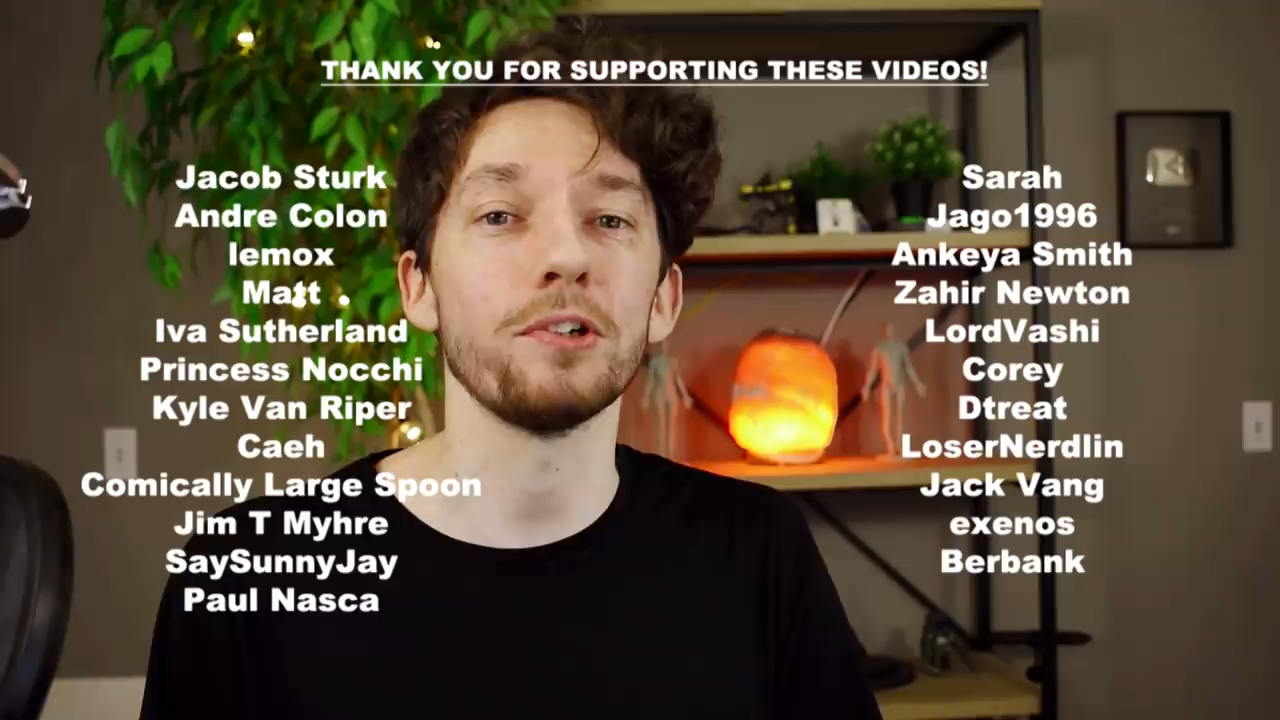 THANK YOU FOR SUPPORTING THESE VIDEOS!
Jacob Sturk
Andre Colon
lemox
Matt
Iva Sutherland
Princess Nocchi
Kyle Van Riper
Caeh
Comically Large Spoon
Jim T Myhre
SaySunnyJay
Paul Nasca
Sarah
Jago1996
Ankeya Smith
Zahir Newton
LordVashi
Corey
Dtreat
LoserNerdlin
Jack Vang
exenos
Berbank